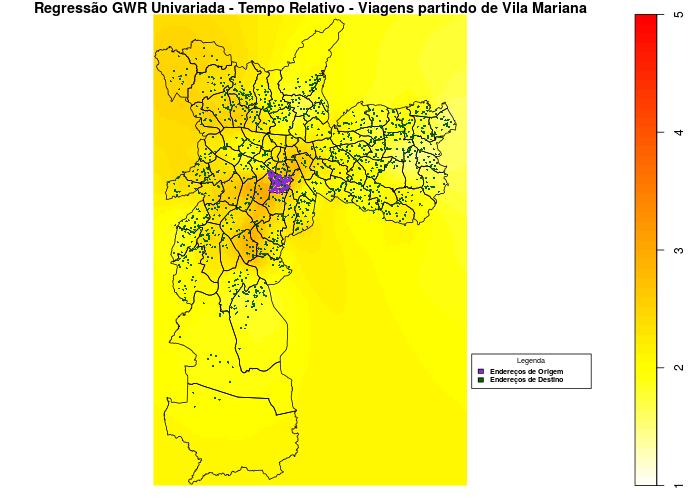 Regressão GWR Univariada - Tempo Relativo - Viagens partindo de Vila Mariana
5
4
3
2
1
Legenda
Endereços de Origem
Endereços de Destino